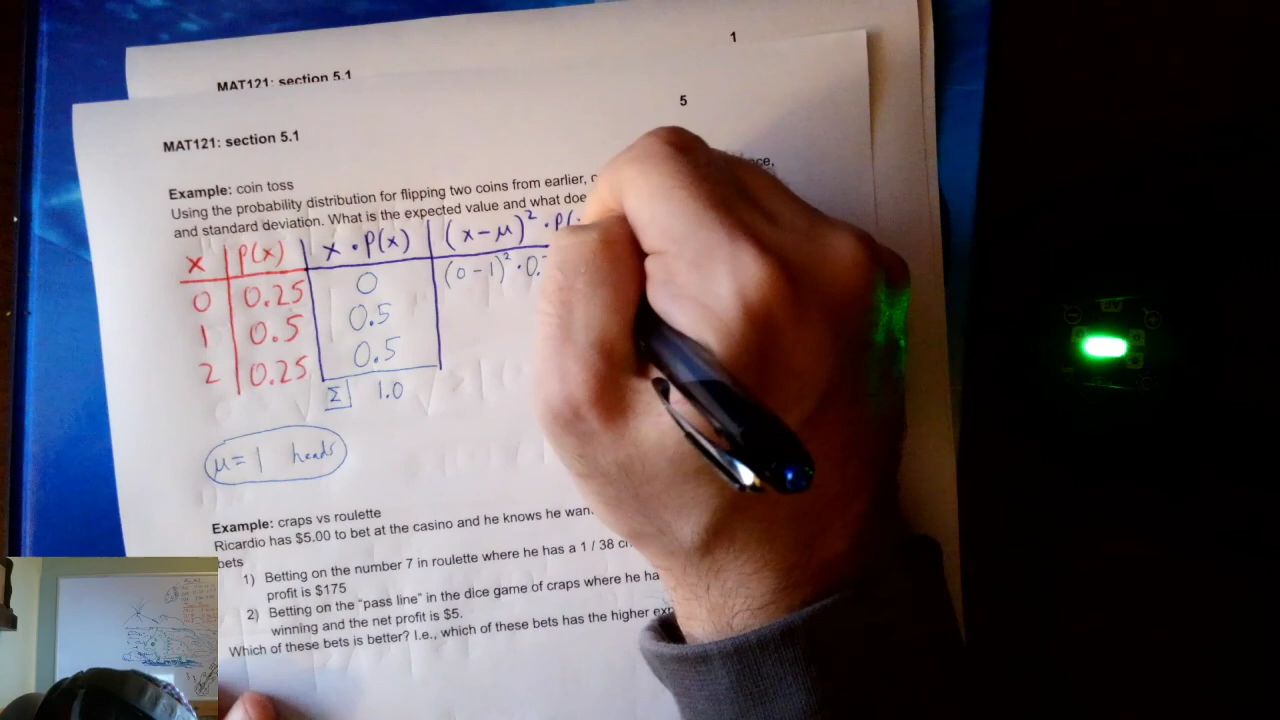 1
MAT121: section 5.1
5
MAT121: section 5.1
Example: coin toss
Using the probability distribution for flipping two coins from earlier,
and standard deviation. What is the expected value and what
x | P(x) | x • P(x) | (x-μ)² • P(
0 | 0.25 | 0 | (0-1)² • 0.
1 | 0.5 | 0.5
2 | 0.25 | 0.5
Σ 1.0
μ = 1 heads
Example: craps vs roulette
Ricardio has $5.00 to bet at the casino and he knows he
bets
1) Betting on the number 7 in roulette where he has a 1 / 38
profit is $175
2) Betting on the "pass line" in the dice game of craps where he
winning and the net profit is $5.
Which of these bets is better? I.e., which of these bets has the higher